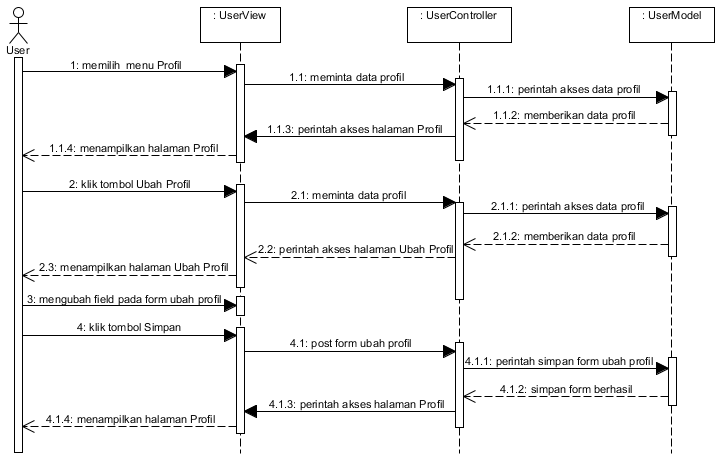 : UserView
: UserController
: UserModel
User
1: memilih menu Profil
1.1: meminta data profil
1.1.1: perintah akses data profil
1.1.2: memberikan data profil
1.1.3: perintah akses halaman Profil
1.1.4: menampilkan halaman Profil
2: klik tombol Ubah Profil
2.1: meminta data profil
2.1.1: perintah akses data profil
2.1.2: memberikan data profil
2.2: perintah akses halaman Ubah Profil
2.3: menampilkan halaman Ubah Profil
3: mengubah field pada form ubah profil
4: klik tombol Simpan
4.1: post form ubah profil
4.1.1: perintah simpan form ubah profil
4.1.2: simpan form berhasil
4.1.3: perintah akses halaman Profil
4.1.4: menampilkan halaman Profil